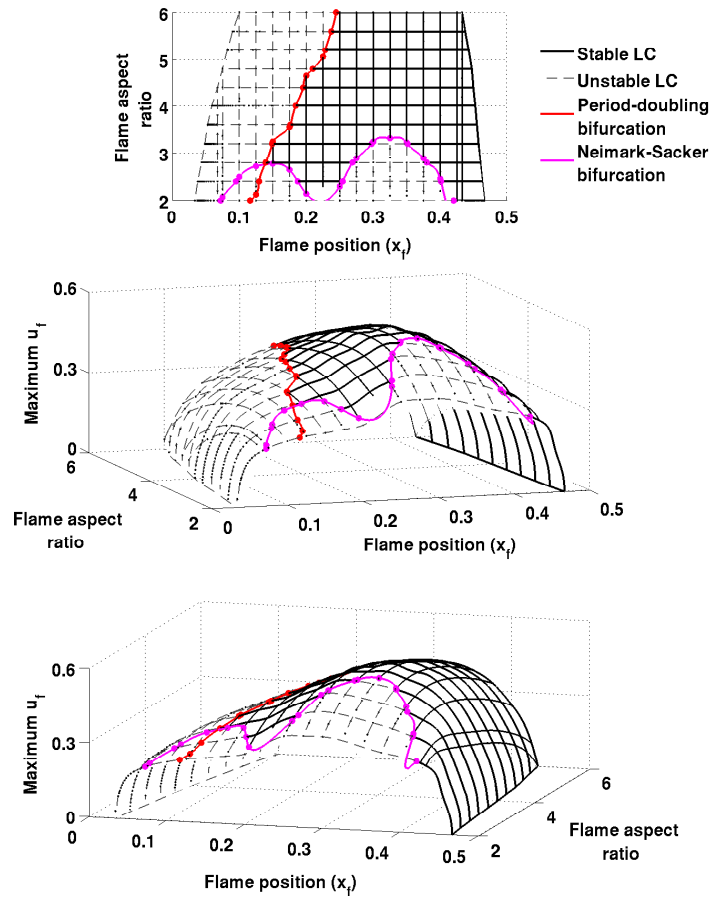 6
5
4
3
2
Flame aspect
ratio
0
0.1
0.2
0.3
0.4
0.5
Flame position (x_f)
Stable LC
Unstable LC
Period-doubling
bifurcation
Neimark-Sacker
bifurcation
0.6
0.3
0
Maximum u_f
6
4
2
Flame aspect
ratio
0
0.1
0.2
0.3
0.4
0.5
Flame position (x_f)
0.6
0.3
0
Maximum u_f
0
0.1
0.2
0.3
0.4
0.5
Flame position (x_f)
2
4
6
Flame aspect
ratio